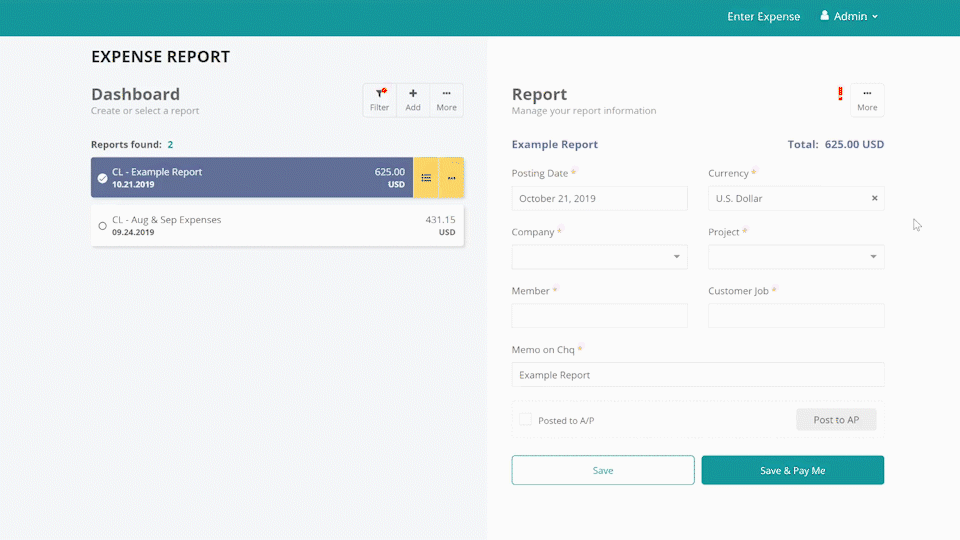 Enter Expense Admin
EXPENSE REPORT
Dashboard
Create or select a report
Filter Add More
Reports found: 2
CL - Example Report 625.00
10.21.2019 USD
CL - Aug & Sep Expenses 431.15
09.24.2019 USD
Report
Manage your report information
More
Example Report Total: 625.00 USD
Posting Date * Currency *
October 21, 2019 U.S. Dollar ×
Company * Project *
Member * Customer Job *
Memo on Chq *
Example Report
Posted to A/P Post to AP
Save Save & Pay Me